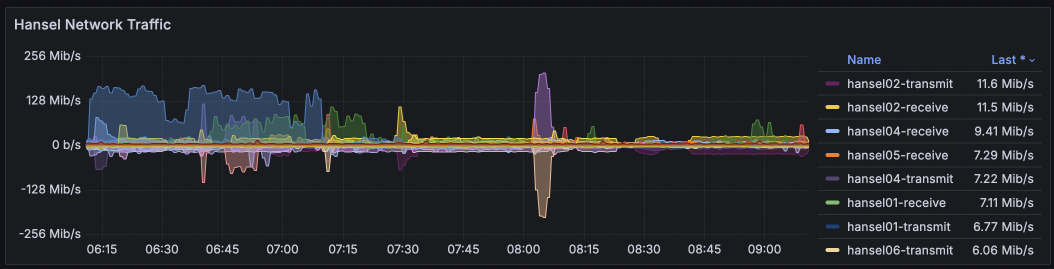 Hansel Network Traffic
256 Mib/s
128 Mib/s
0 b/s
-128 Mib/s
-256 Mib/s
06:15 06:30 06:45 07:00 07:15 07:30 07:45 08:00 08:15 08:30 08:45 09:00
Name Last *
hansel02-transmit 11.6 Mib/s
hansel02-receive 11.5 Mib/s
hansel04-receive 9.41 Mib/s
hansel05-receive 7.29 Mib/s
hansel04-transmit 7.22 Mib/s
hansel01-receive 7.11 Mib/s
hansel01-transmit 6.77 Mib/s
hansel06-transmit 6.06 Mib/s